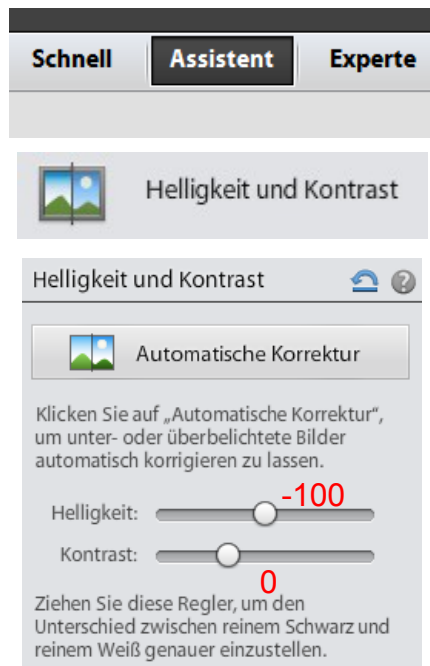 Schnell Assistent Experte
Helligkeit und Kontrast
Helligkeit und Kontrast
Automatische Korrektur
Klicken Sie auf „Automatische Korrektur“,
um unter- oder überbelichtete Bilder
automatisch korrigieren zu lassen.
-100
Helligkeit:
Kontrast:
0
Ziehen Sie diese Regler, um den
Unterschied zwischen reinem Schwarz und
reinem Weiß genauer einzustellen.